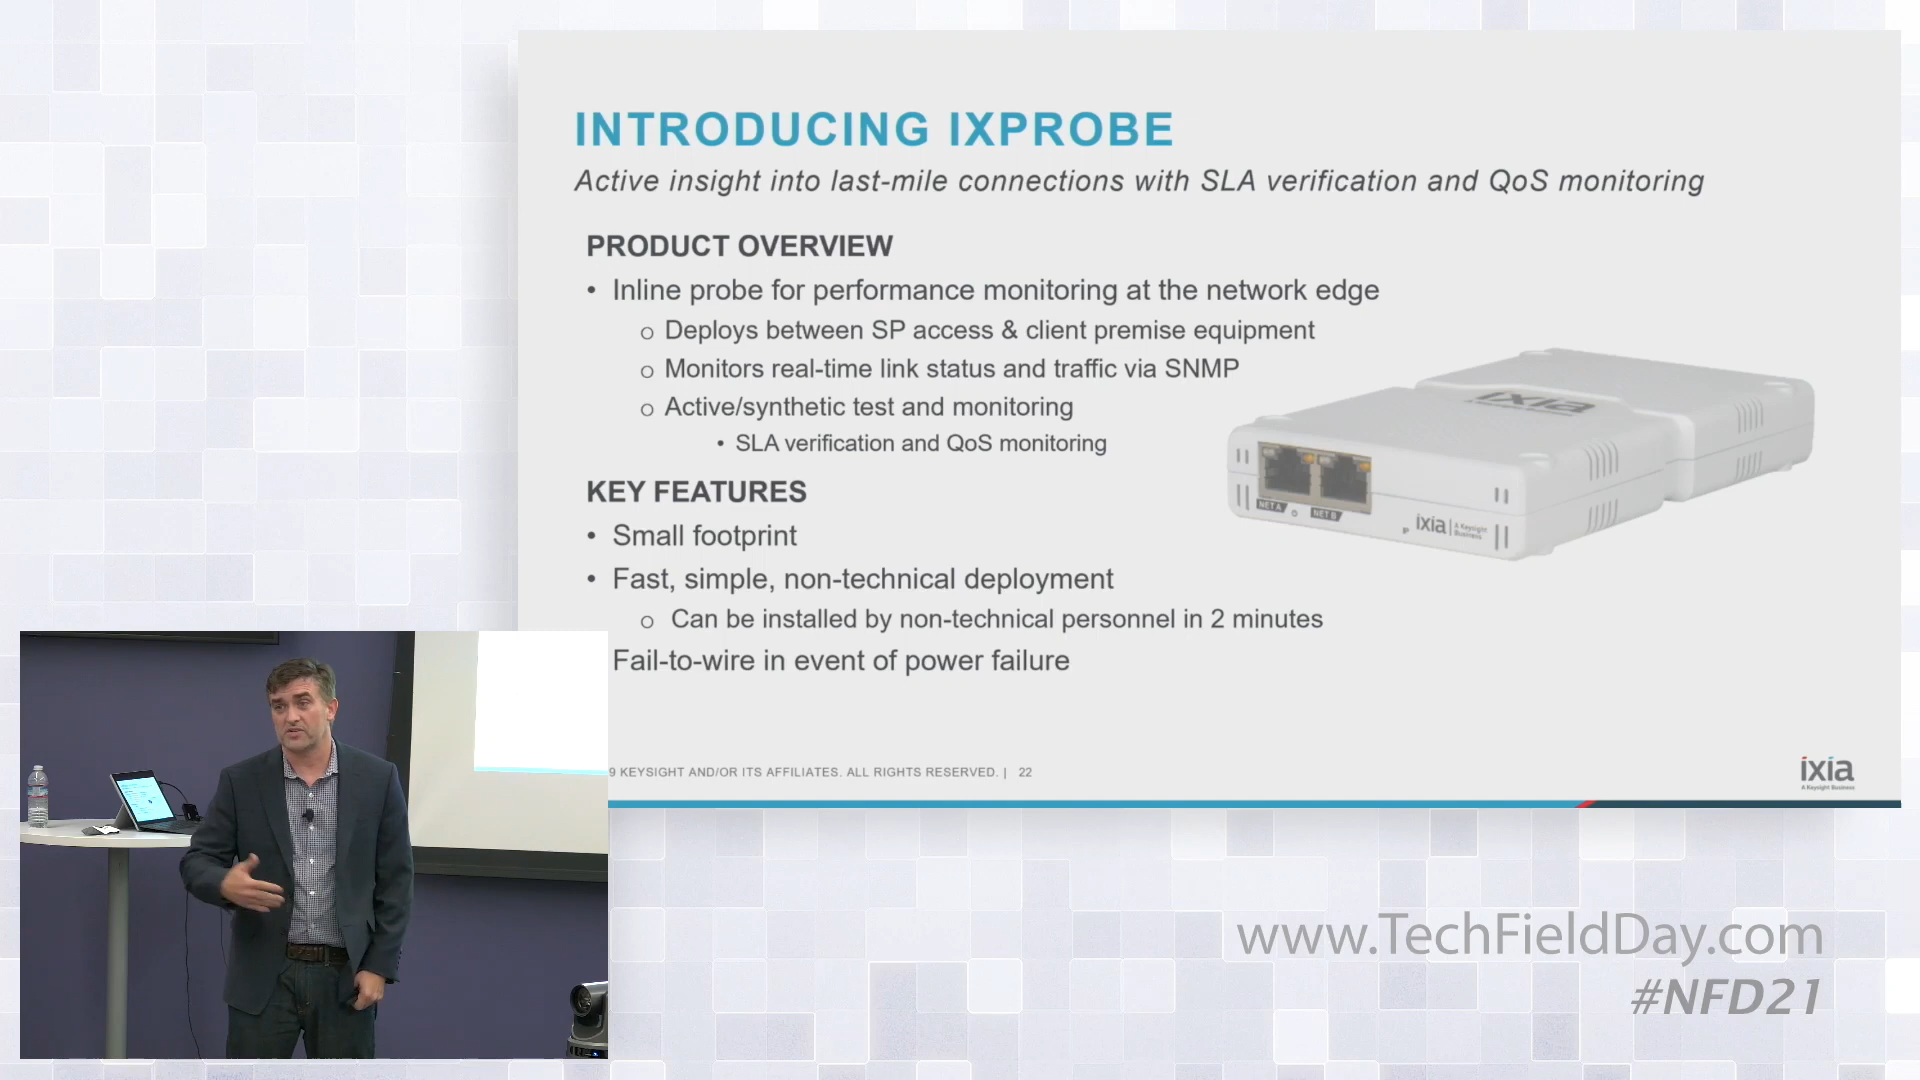 INTRODUCING IXPROBE
Active insight into last-mile connections with SLA verification and QoS monitoring
PRODUCT OVERVIEW
• Inline probe for performance monitoring at the network edge
o Deploys between SP access & client premise equipment
o Monitors real-time link status and traffic via SNMP
o Active/synthetic test and monitoring
• SLA verification and QoS monitoring
KEY FEATURES
• Small footprint
• Fast, simple, non-technical deployment
o Can be installed by non-technical personnel in 2 minutes
Fail-to-wire in event of power failure
ixia
NET A
NET B
ixia A Keysight Business
9 KEYSIGHT AND/OR ITS AFFILIATES. ALL RIGHTS RESERVED. | 22
ixia
A Keysight Business
www.TechFieldDay.com
#NFD21